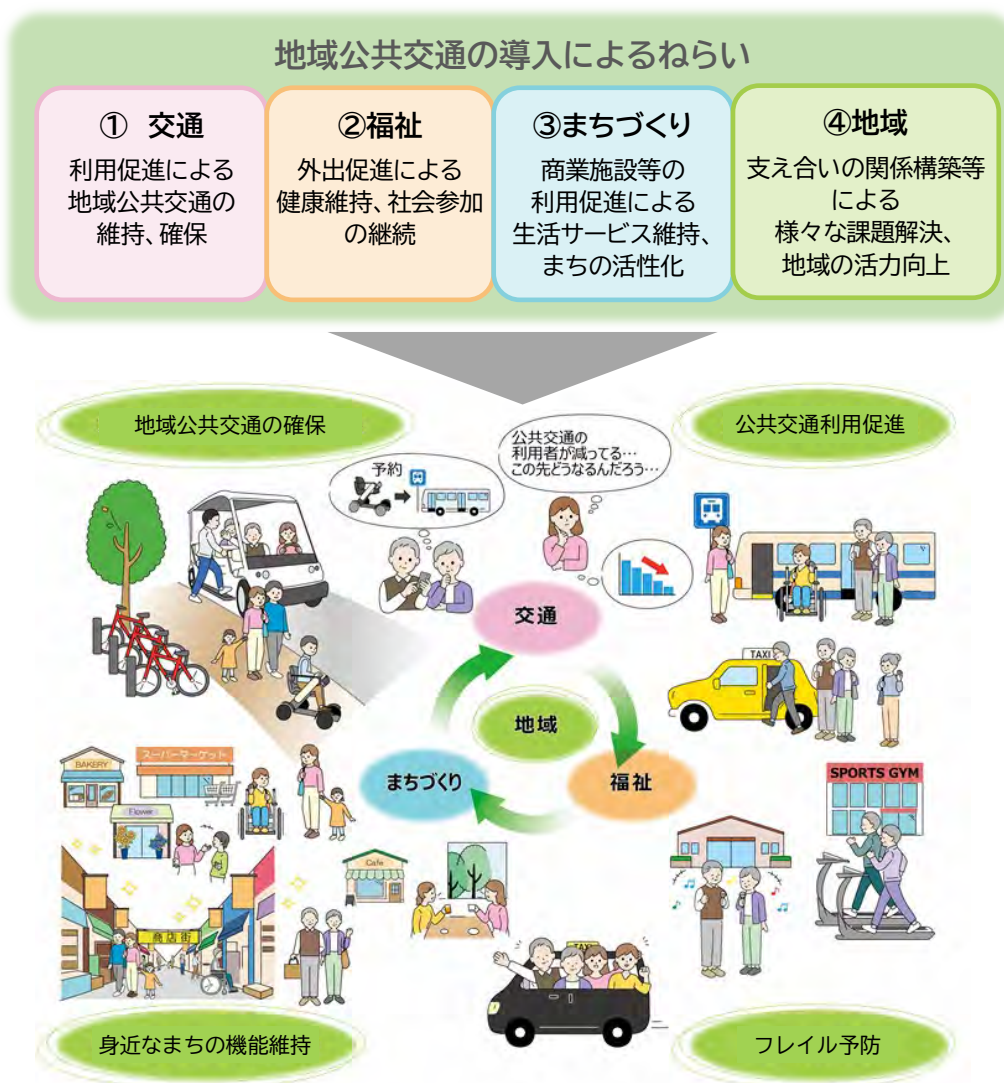 地域公共交通の導入によるねらい
① 交通
利用促進による
地域公共交通の
維持、確保
②福祉
外出促進による
健康維持、社会参加
の継続
③まちづくり
商業施設等の
利用促進による
生活サービス維持、
まちの活性化
④地域
支え合いの関係構築等
による
様々な課題解決、
地域の活力向上
地域公共交通の確保
公共交通利用促進
予約
公共交通の
利用者が減ってる…
この先どうなるんだろう…
交通
TAXI
地域
まちづくり
福祉
BAKERY
スーパーマーケット
Flower
SPORTS GYM
Cafe
商店街
TAXI
身近なまちの機能維持
フレイル予防